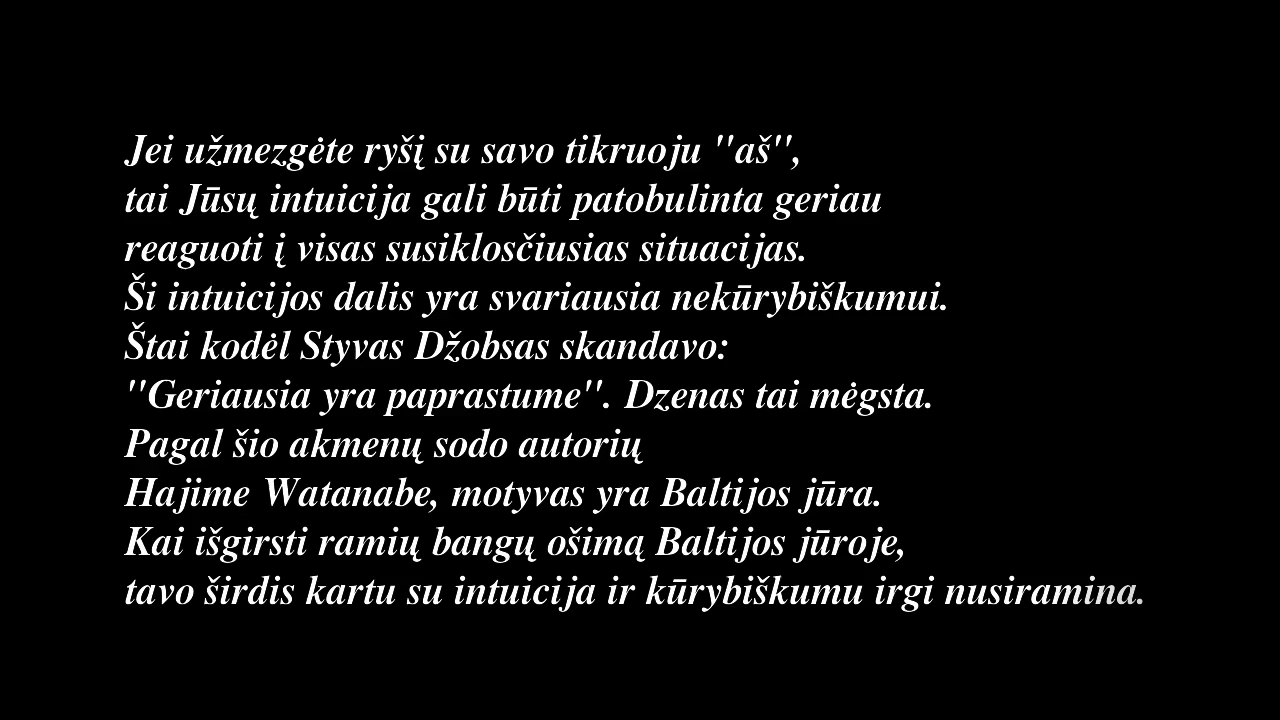 Jei užmezgėte ryšį su savo tikruoju "aš",
tai Jūsų intuicija gali būti patobulinta geriau
reaguoti į visas susiklosčiusias situacijas.
Ši intuicijos dalis yra svariausia nekūrybiškumui.
Štai kodėl Styvas Džobsas skandavo:
"Geriausia yra paprastume". Dzenas tai mėgsta.
Pagal šio akmenų sodo autorių
Hajime Watanabe, motyvas yra Baltijos jūra.
Kai išgirsti ramių bangų ošimą Baltijos jūroje,
tavo širdis kartu su intuicija ir kūrybiškumu irgi nusiramina.